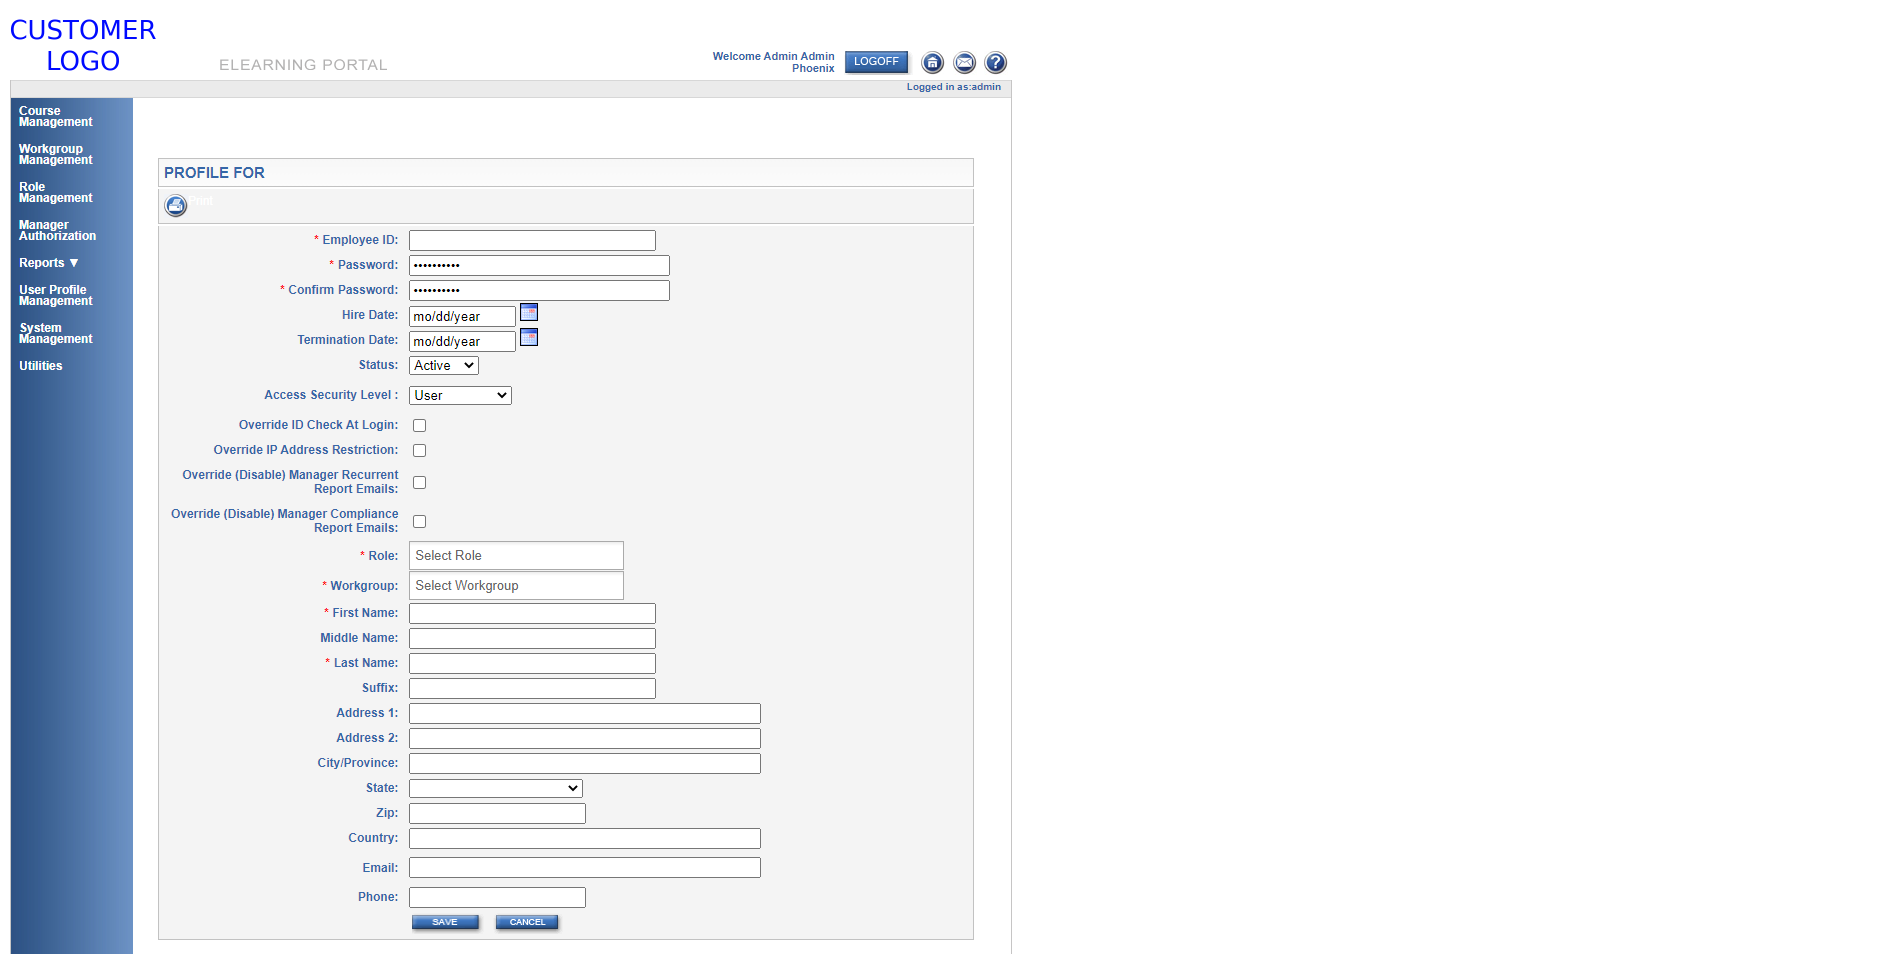 CUSTOMER
LOGO
ELEARNING PORTAL
Welcome Admin Admin
Phoenix
LOGOFF
Logged in as:admin
Course
Management
Workgroup
Management
Role
Management
Manager
Authorization
Reports ▼
User Profile
Management
System
Management
Utilities
PROFILE FOR
Print
* Employee ID:
* Password: ••••••••••
* Confirm Password: ••••••••••
Hire Date: mo/dd/year
Termination Date: mo/dd/year
Status: Active
Access Security Level : User
Override ID Check At Login:
Override IP Address Restriction:
Override (Disable) Manager Recurrent
Report Emails:
Override (Disable) Manager Compliance
Report Emails:
* Role: Select Role
* Workgroup: Select Workgroup
* First Name:
Middle Name:
* Last Name:
Suffix:
Address 1:
Address 2:
City/Province:
State:
Zip:
Country:
Email:
Phone:
SAVE CANCEL